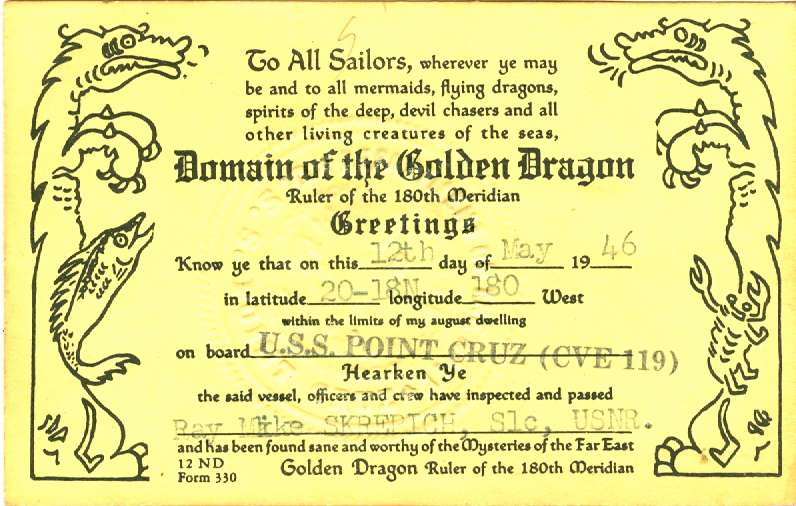 To All Sailors, wherever ye may
be and to all mermaids, flying dragons,
spirits of the deep, devil chasers and all
other living creatures of the seas,
Domain of the Golden Dragon
Ruler of the 180th Meridian
Greetings
Know ye that on this 12th day of May 19 46
in latitude 20-18N longitude 180 West
within the limits of my august dwelling
on board U.S.S. POINT CRUZ (CVE 119)
Hearken Ye
the said vessel, officers and crew have inspected and passed
Ray Mike SKREPICH, S1c, USNR.
and has been found sane and worthy of the Mysteries of the Far East
12 ND
Form 330
Golden Dragon Ruler of the 180th Meridian